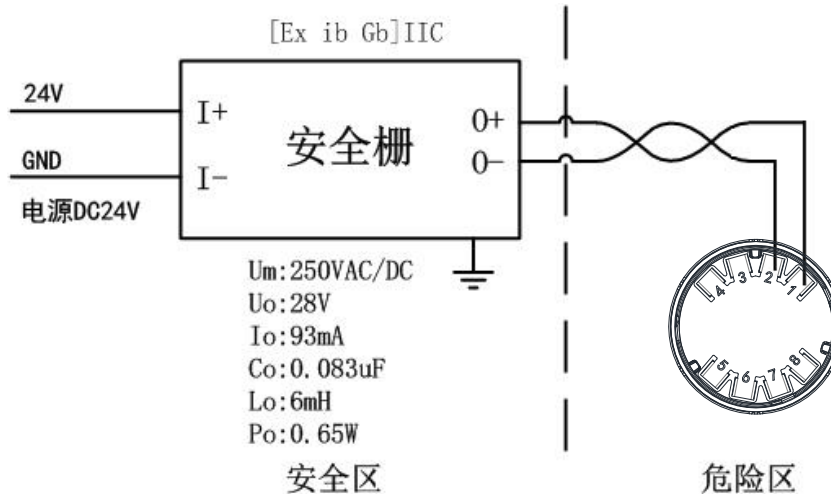 [Ex ib Gb]IIC
24V
I+
O+
安全栅
GND
I-
O-
电源DC24V
Um:250VAC/DC
Uo:28V
Io:93mA
Co:0.083uF
Lo:6mH
Po:0.65W
4 3 2 1
5 6 7 8
安全区
危险区